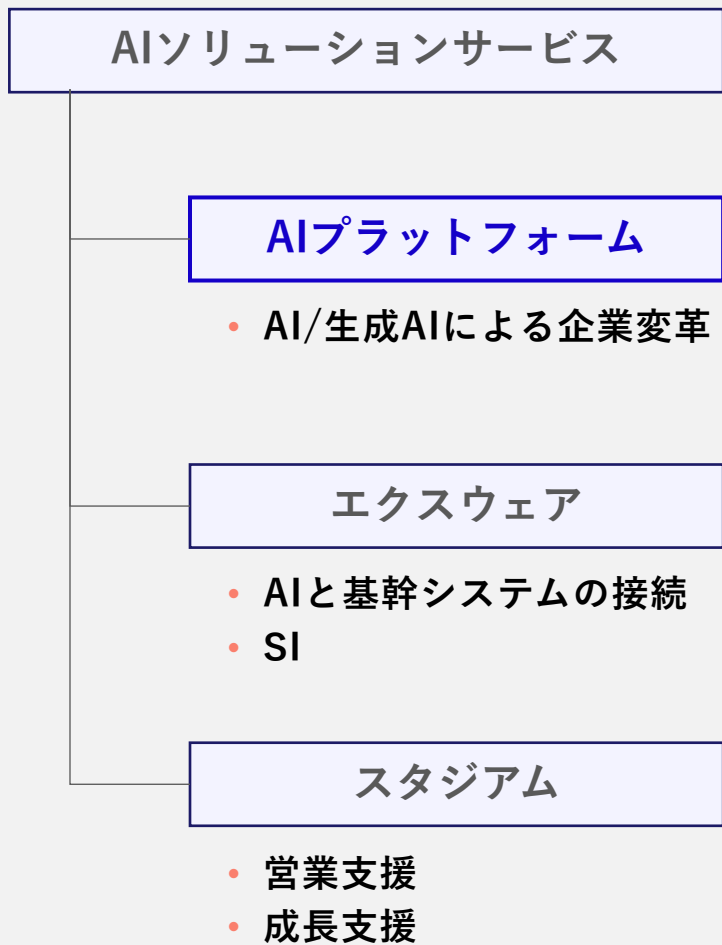 AIソリューションサービス
AIプラットフォーム
• AI/生成AIによる企業変革
エクスウェア
• AIと基幹システムの接続
• SI
スタジアム
• 営業支援
• 成長支援